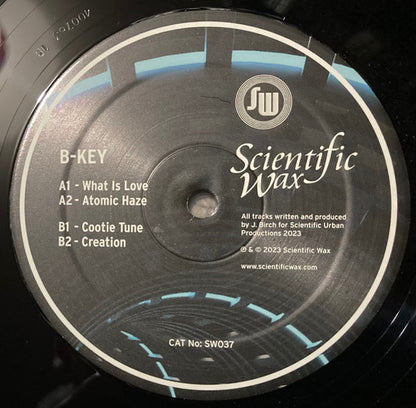 SW
B-KEY
A1 - What Is Love
A2 - Atomic Haze
B1 - Cootie Tune
B2 - Creation
Scientific
Wax
All tracks written and produced
by J. Birch for Scientific Urban
Productions 2023
℗ & © 2023 Scientific Wax
www.scientificwax.com
CAT No: SW037